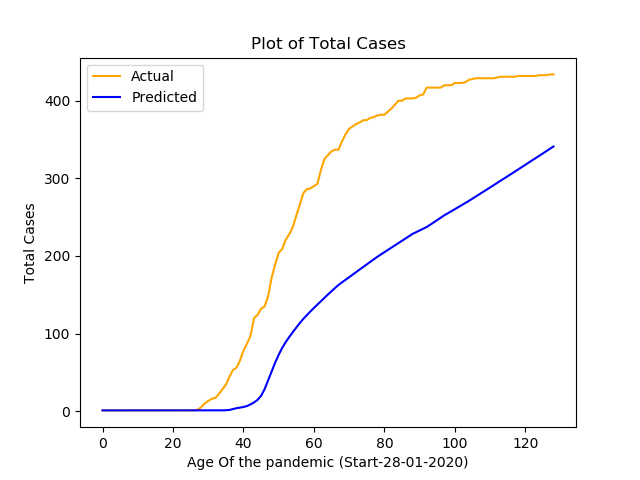 Plot of Total Cases
Actual
Predicted
400
300
200
100
0
Total Cases
0 20 40 60 80 100 120
Age Of the pandemic (Start-28-01-2020)